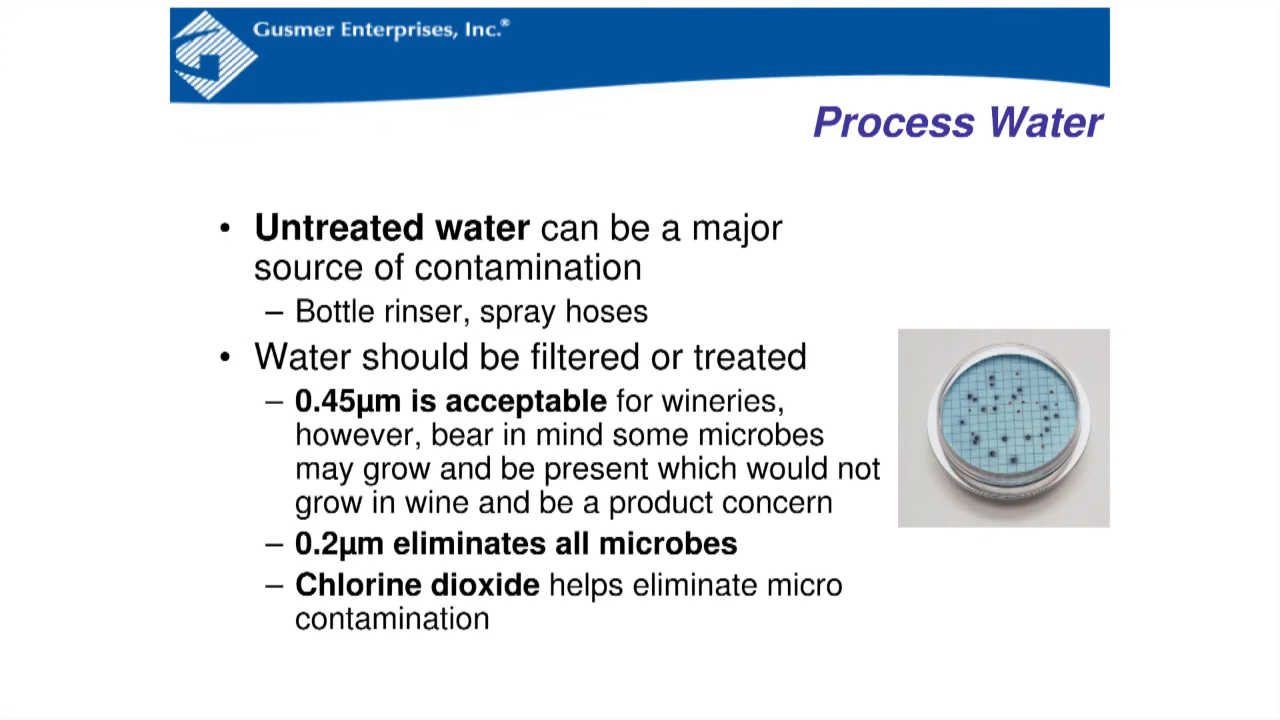 Gusmer Enterprises, Inc.®
Process Water
• Untreated water can be a major
source of contamination
– Bottle rinser, spray hoses
• Water should be filtered or treated
– 0.45µm is acceptable for wineries,
however, bear in mind some microbes
may grow and be present which would not
grow in wine and be a product concern
– 0.2µm eliminates all microbes
– Chlorine dioxide helps eliminate micro
contamination